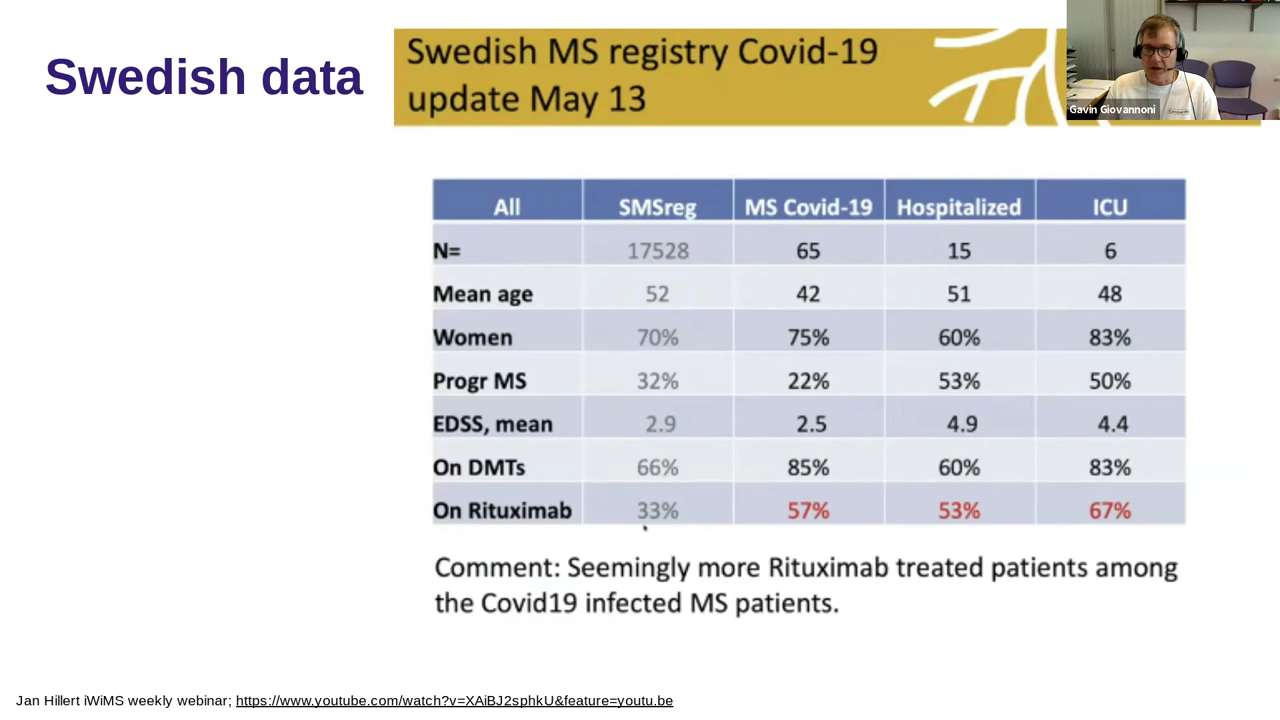 Swedish data
Swedish MS registry Covid-19
update May 13
Gavin Giovannoni
All SMSreg MS Covid-19 Hospitalized ICU
N= 17528 65 15 6
Mean age 52 42 51 48
Women 70% 75% 60% 83%
Progr MS 32% 22% 53% 50%
EDSS, mean 2.9 2.5 4.9 4.4
On DMTs 66% 85% 60% 83%
On Rituximab 33% 57% 53% 67%
Comment: Seemingly more Rituximab treated patients among
the Covid19 infected MS patients.
Jan Hillert iWiMS weekly webinar; https://www.youtube.com/watch?v=XAiBJ2sphkU&feature=youtu.be